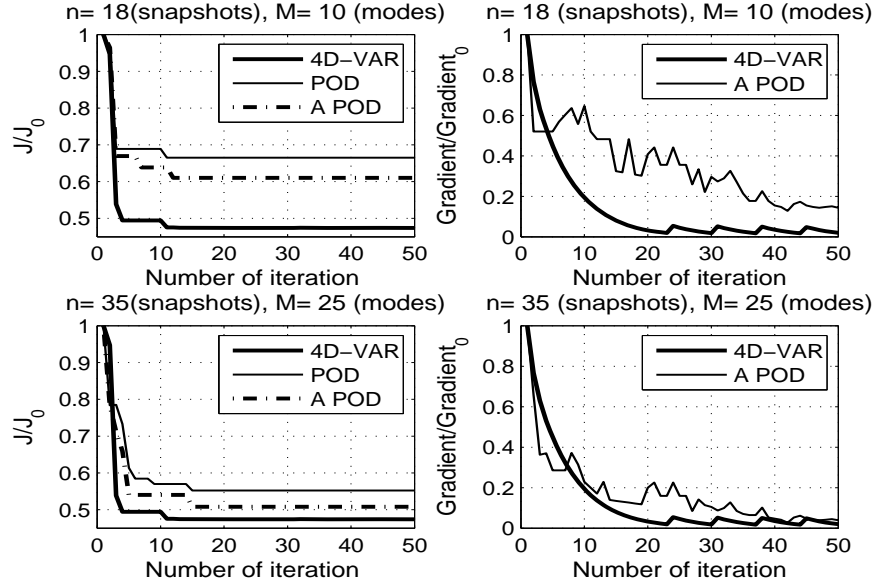 n= 18(snapshots), M= 10 (modes)
1
0.9
0.8
0.7
0.6
0.5
J/J0
4D−VAR
POD
A POD
0 10 20 30 40 50
Number of iteration
n= 18 (snapshots), M= 10 (modes)
1
0.8
0.6
0.4
0.2
0
Gradient/Gradient0
4D−VAR
A POD
0 10 20 30 40 50
Number of iteration
n= 35(snapshots), M= 25 (modes)
1
0.9
0.8
0.7
0.6
0.5
J/J0
4D−VAR
POD
A POD
0 10 20 30 40 50
Number of iteration
n= 35 (snapshots), M= 25 (modes)
1
0.8
0.6
0.4
0.2
0
Gradient/Gradient0
4D−VAR
A POD
0 10 20 30 40 50
Number of iteration